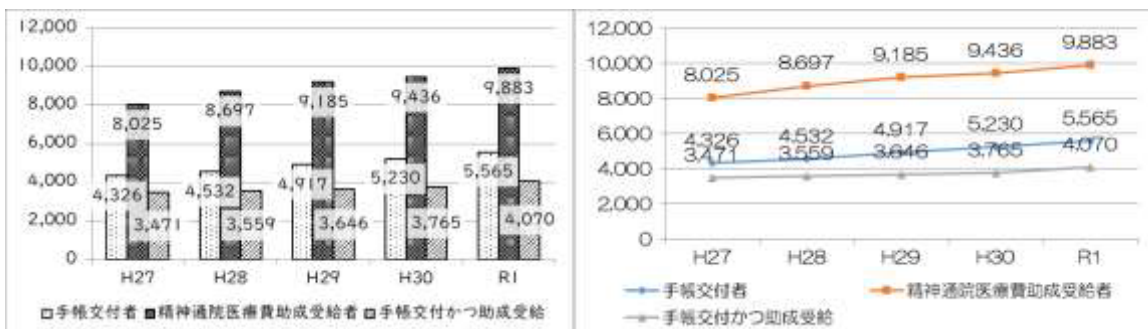 12,000
10,000
8,000
6,000
4,000
2,000
0
8,025
8,697
9,185
9,436
9,883
4,326
4,532
4,917
5,230
5,565
3,471
3,559
3,646
3,765
4,070
H27
H28
H29
H30
R1
手帳交付者
精神通院医療費助成受給者
手帳交付かつ助成受給
12,000
10,000
8,000
6,000
4,000
2,000
0
8,025
8,697
9,185
9,436
9,883
4,326
4,532
4,917
5,230
5,565
3,471
3,559
3,646
3,765
4,070
H27
H28
H29
H30
R1
手帳交付者
精神通院医療費助成受給者
手帳交付かつ助成受給